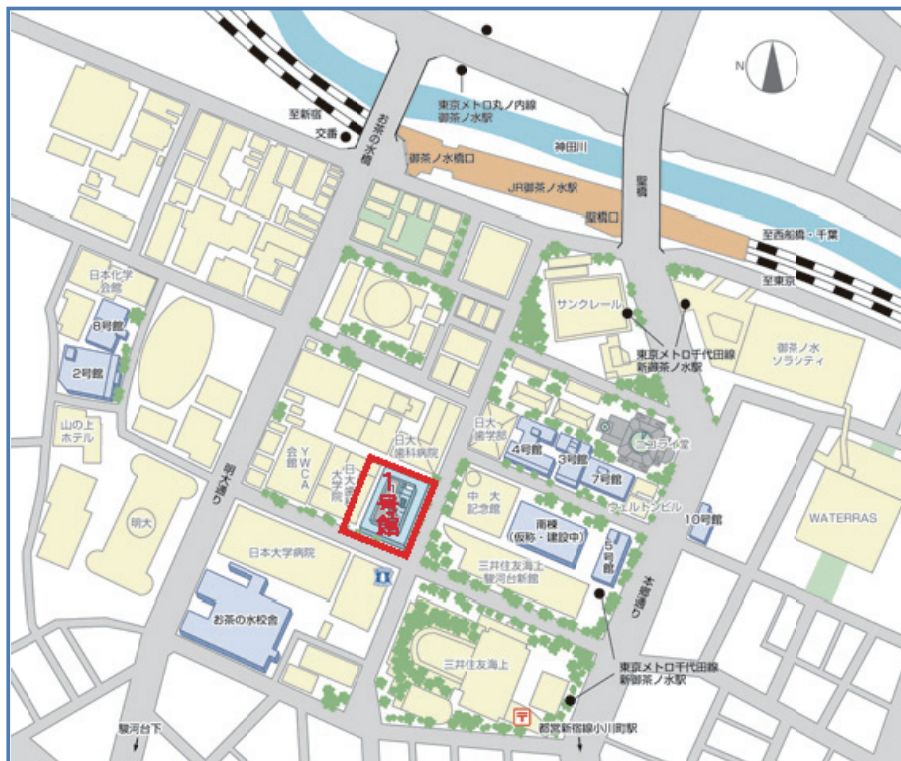 N
東京メトロ丸ノ内線
御茶ノ水駅
至新宿
交番
お茶の水橋
御茶ノ水橋口
神田川
JR御茶ノ水駅
聖橋
聖橋口
至西船橋・千葉
至東京
日本化学
会館
8号館
2号館
山の上
ホテル
明大
明大通り
サンクレール
東京メトロ千代田線
新御茶ノ水駅
御茶ノ水
ソラシティ
日大
歯科病院
YWCA
会館
大学院
1号館
日大
歯学部
4号館
3号館
7号館
ニコライ堂
ウェルトンビル
10号館
WATERRAS
中大
記念館
南棟
(仮称・建設中)
5号館
三井住友海上
駿河台新館
本郷通り
日本大学病院
お茶の水校舎
三井住友海上
東京メトロ千代田線
新御茶ノ水駅
都営新宿線小川町駅
駿河台下
〒